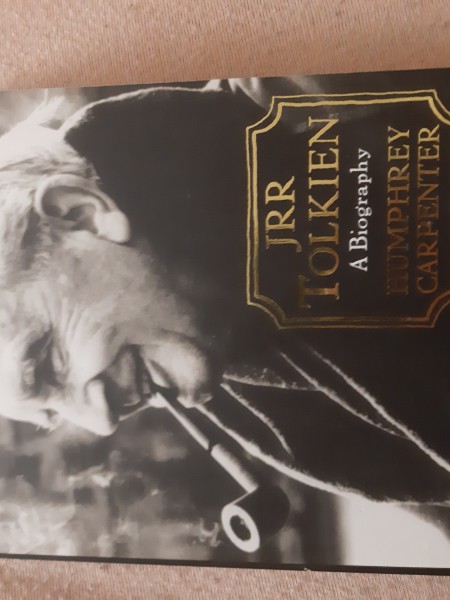 JRR
TOLKIEN
A Biography
HUMPHREY
CARPENTER